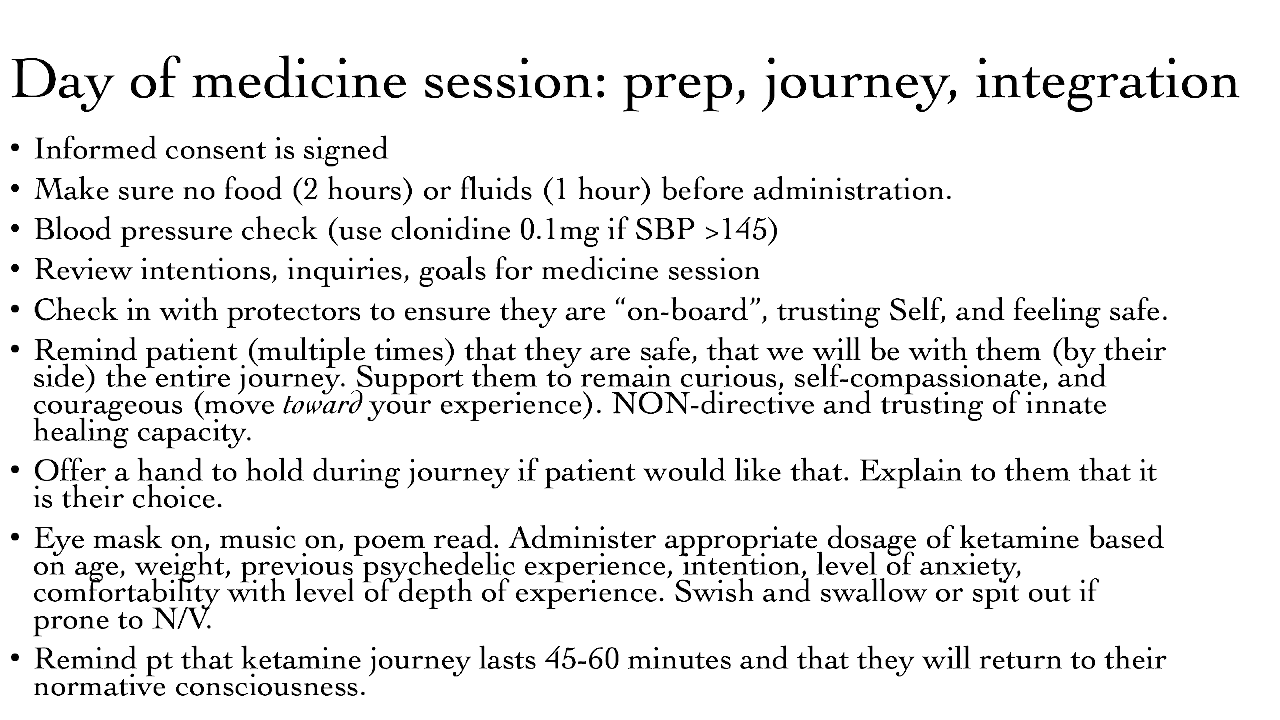 Day of medicine session: prep, journey, integration
• Informed consent is signed
• Make sure no food (2 hours) or fluids (1 hour) before administration.
• Blood pressure check (use clonidine 0.1mg if SBP >145)
• Review intentions, inquiries, goals for medicine session
• Check in with protectors to ensure they are “on-board”, trusting Self, and feeling safe.
• Remind patient (multiple times) that they are safe, that we will be with them (by their
side) the entire journey. Support them to remain curious, self-compassionate, and
courageous (move toward your experience). NON-directive and trusting of innate
healing capacity.
• Offer a hand to hold during journey if patient would like that. Explain to them that it
is their choice.
• Eye mask on, music on, poem read. Administer appropriate dosage of ketamine based
on age, weight, previous psychedelic experience, intention, level of anxiety,
comfortability with level of depth of experience. Swish and swallow or spit out if
prone to N/V.
• Remind pt that ketamine journey lasts 45-60 minutes and that they will return to their
normative consciousness.